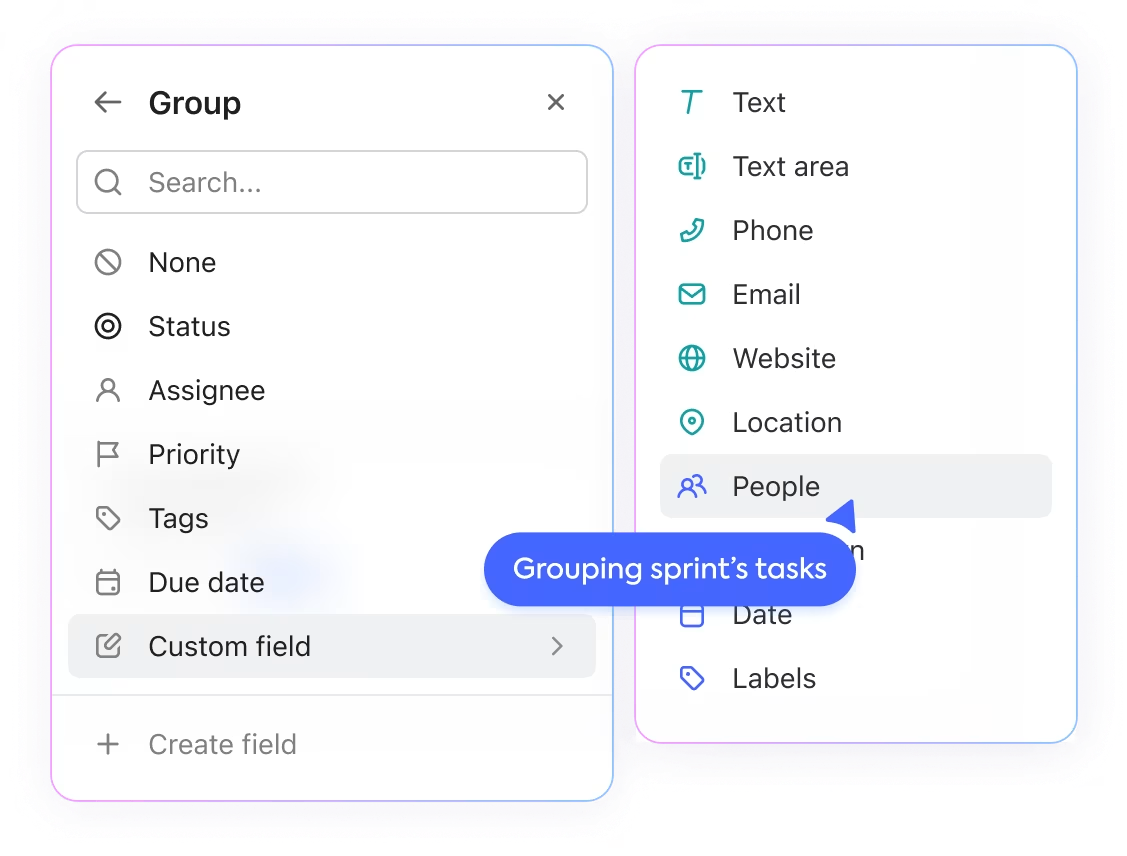 Group
Search...
None
Status
Assignee
Priority
Tags
Due date
Custom field
Create field
Text
Text area
Phone
Email
Website
Location
People
Grouping sprint’s tasks
Date
Labels